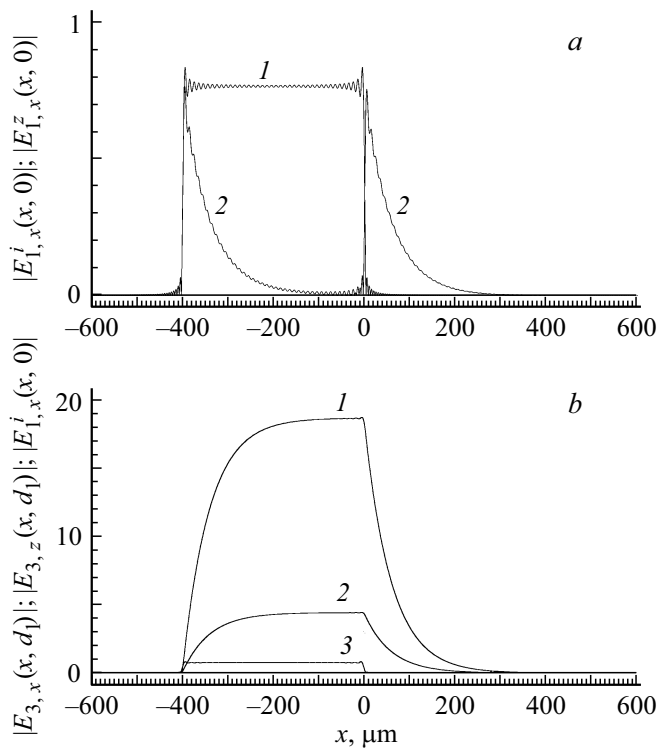 |E^i_{1,x}(x, 0)|; |E^z_{1,x}(x, 0)|
1
0
a
1
2
2
−600 −400 −200 0 200 400 600
|E_{3,x}(x, d_1)|; |E_{3,z}(x, d_1)|; |E^i_{1,x}(x, 0)|
20
10
0
b
1
2
3
−600 −400 −200 0 200 400 600
x, μm